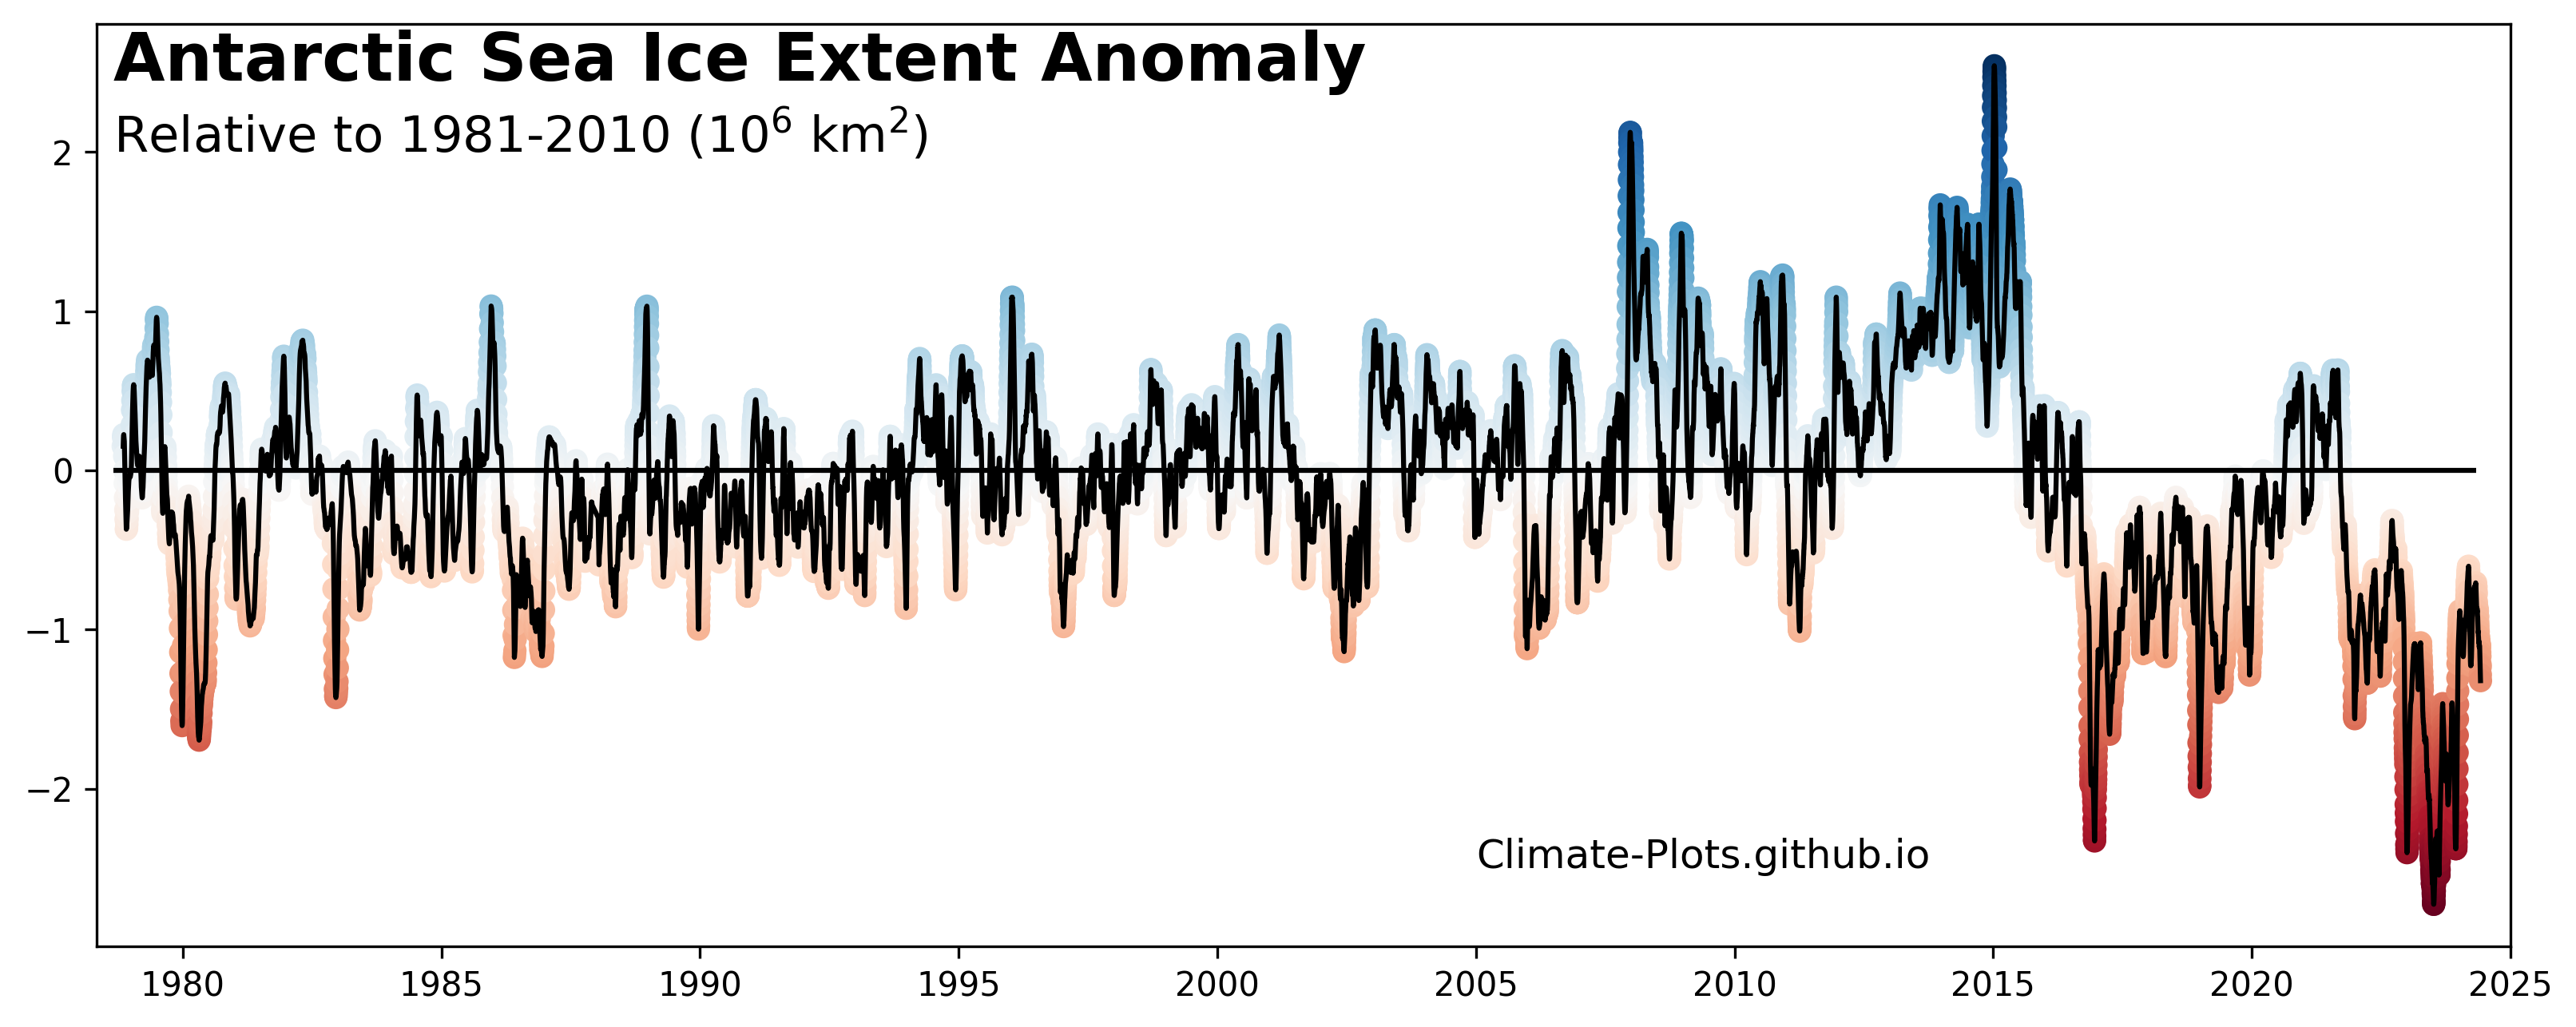 Antarctic Sea Ice Extent Anomaly
Relative to 1981-2010 (10⁶ km²)
2
1
0
−1
−2
Climate-Plots.github.io
1980 1985 1990 1995 2000 2005 2010 2015 2020 2025